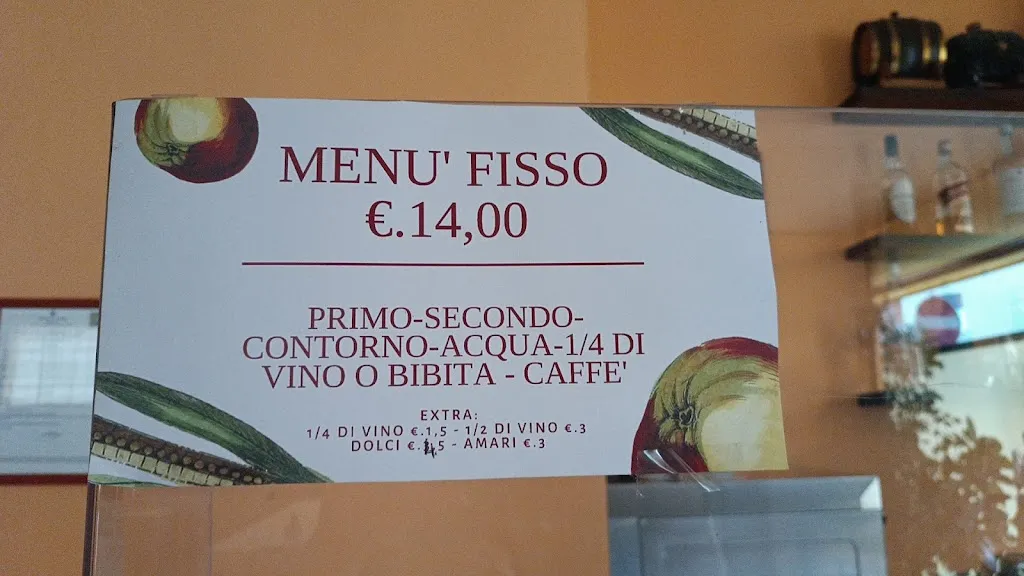 MENU' FISSO
€.14,00
PRIMO-SECONDO-
CONTORNO-ACQUA-1/4 DI
VINO O BIBITA - CAFFE'
EXTRA:
1/4 DI VINO €.1,5 - 1/2 DI VINO €.3
DOLCI - AMARI €.3